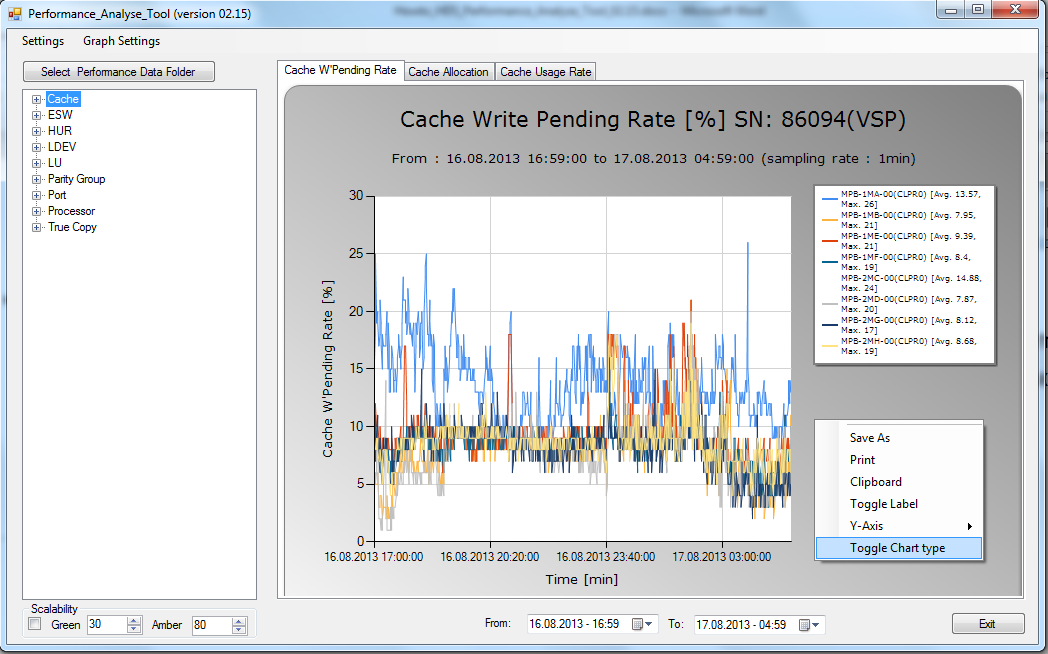 Performance_Analyse_Tool (version 02.15)
Settings Graph Settings
Select Performance Data Folder
Cache
ESW
HUR
LDEV
LU
Parity Group
Port
Processor
True Copy
Cache W'Pending Rate Cache Allocation Cache Usage Rate
Cache Write Pending Rate [%] SN: 86094(VSP)
From : 16.08.2013 16:59:00 to 17.08.2013 04:59:00 (sampling rate : 1min)
Cache W'Pending Rate [%]
30
25
20
15
10
5
0
16.08.2013 17:00:00 16.08.2013 20:20:00 16.08.2013 23:40:00 17.08.2013 03:00:00
Time [min]
MPB-1MA-00(CLPR0) [Avg. 13.57,
Max. 26]
MPB-1MB-00(CLPR0) [Avg. 7.95,
Max. 21]
MPB-1ME-00(CLPR0) [Avg. 9.39,
Max. 21]
MPB-1MF-00(CLPR0) [Avg. 8.4,
Max. 19]
MPB-2MC-00(CLPR0) [Avg. 14.88,
Max. 24]
MPB-2MD-00(CLPR0) [Avg. 7.87,
Max. 20]
MPB-2MG-00(CLPR0) [Avg. 8.12,
Max. 17]
MPB-2MH-00(CLPR0) [Avg. 8.68,
Max. 19]
Save As
Print
Clipboard
Toggle Label
Y-Axis
Toggle Chart type
Scalability
Green 30 Amber 80
From: 16.08.2013 - 16:59 To: 17.08.2013 - 04:59
Exit